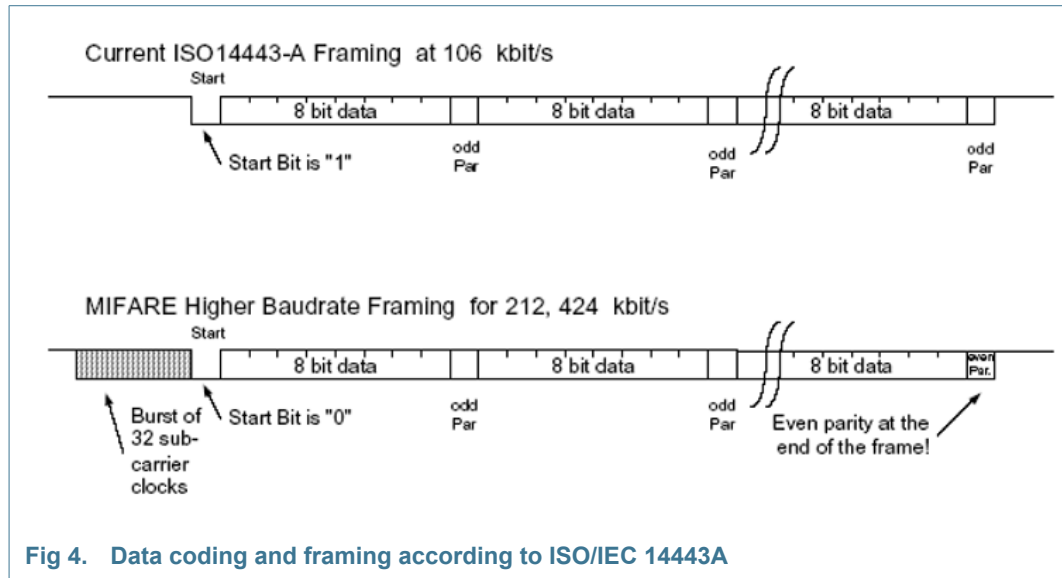 Current ISO14443-A Framing at 106 kbit/s
Start
8 bit data
8 bit data
8 bit data
Start Bit is "1"
odd
Par
odd
Par
odd
Par
MIFARE Higher Baudrate Framing for 212, 424 kbit/s
Start
8 bit data
8 bit data
8 bit data
even
Par.
Burst of
32 sub-
carrier
clocks
Start Bit is "0"
odd
Par
odd
Par
Even parity at the
end of the frame!
Fig 4. Data coding and framing according to ISO/IEC 14443A